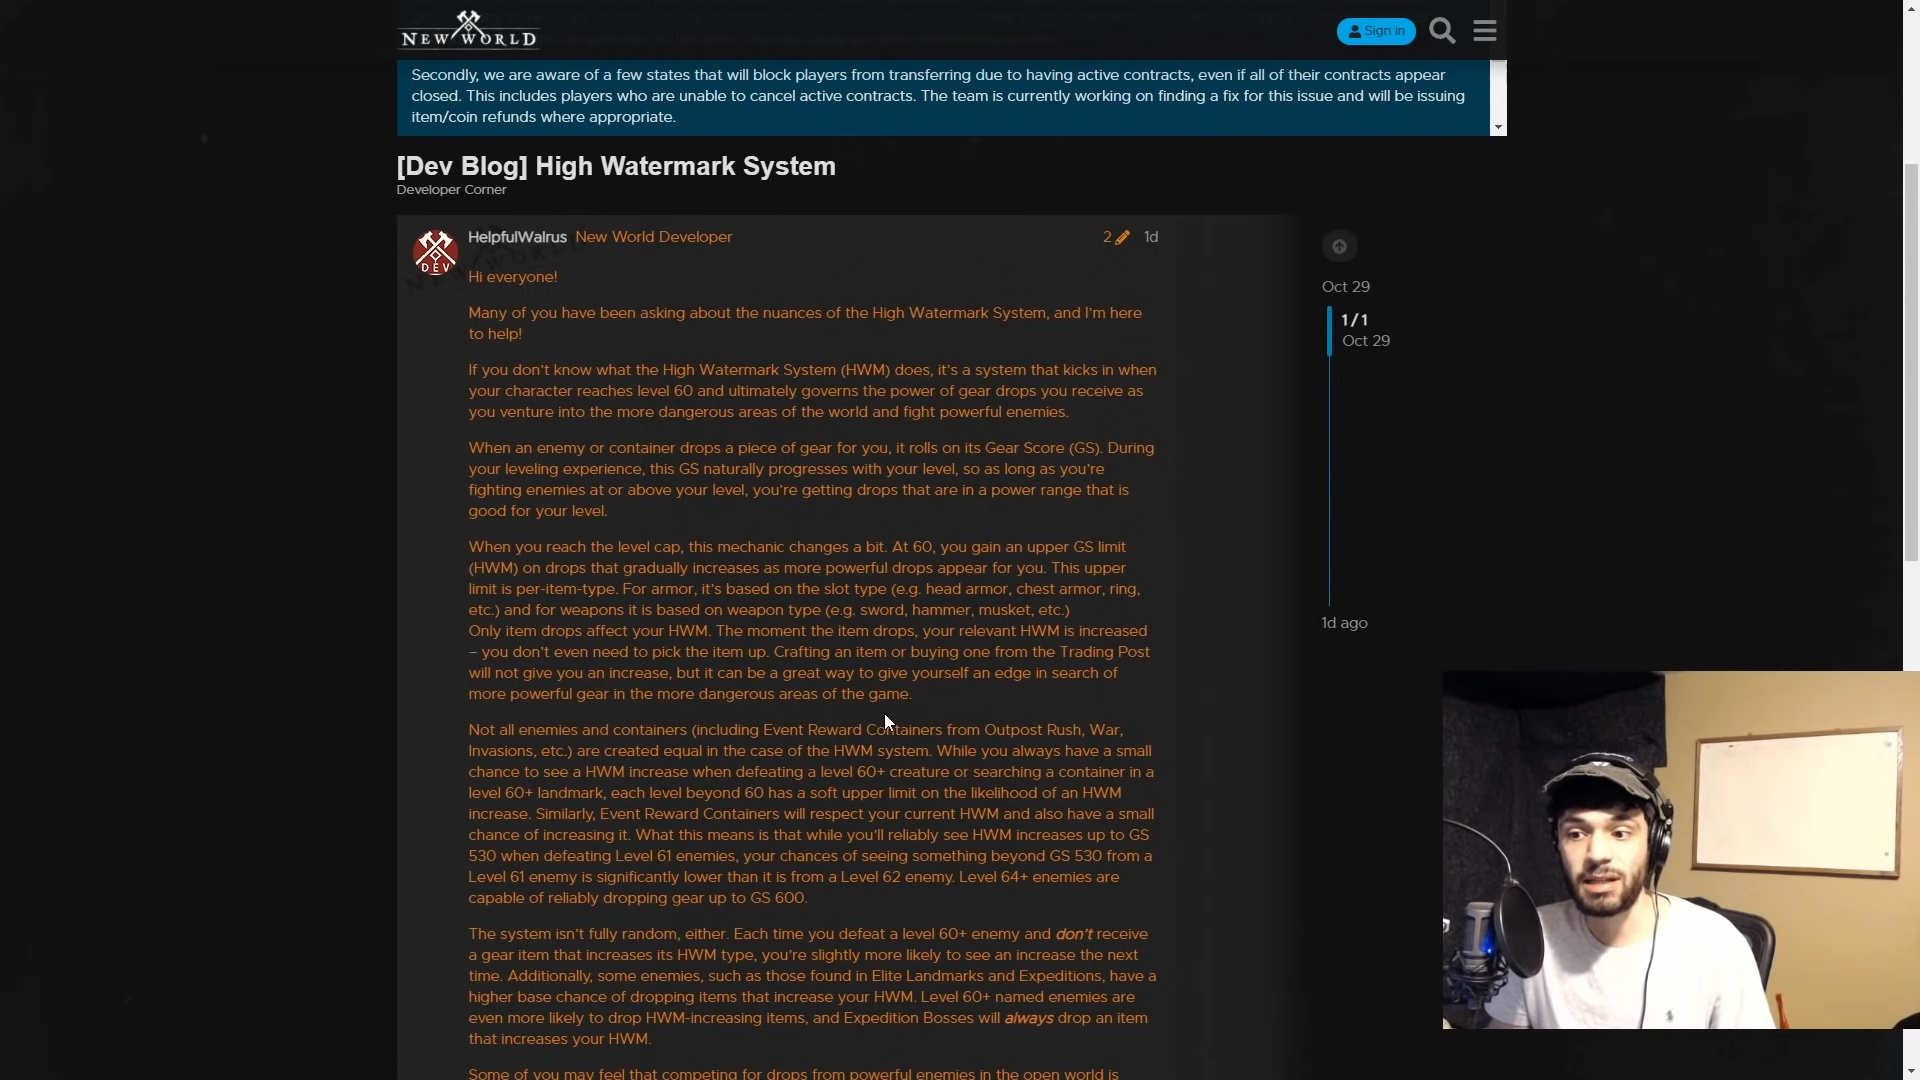 NEW WORLD
Sign in
Secondly, we are aware of a few states that will block players from transferring due to having active contracts, even if all of their contracts appear
closed. This includes players who are unable to cancel active contracts. The team is currently working on finding a fix for this issue and will be issuing
item/coin refunds where appropriate.
[Dev Blog] High Watermark System
Developer Corner
DEV
HelpfulWalrus New World Developer
2 1d
Hi everyone!
Many of you have been asking about the nuances of the High Watermark System, and I'm here
to help!
If you don't know what the High Watermark System (HWM) does, it's a system that kicks in when
your character reaches level 60 and ultimately governs the power of gear drops you receive as
you venture into the more dangerous areas of the world and fight powerful enemies.
When an enemy or container drops a piece of gear for you, it rolls on its Gear Score (GS). During
your leveling experience, this GS naturally progresses with your level, so as long as you're
fighting enemies at or above your level, you're getting drops that are in a power range that is
good for your level.
When you reach the level cap, this mechanic changes a bit. At 60, you gain an upper GS limit
(HWM) on drops that gradually increases as more powerful drops appear for you. This upper
limit is per-item-type. For armor, it's based on the slot type (e.g. head armor, chest armor, ring,
etc.) and for weapons it is based on weapon type (e.g. sword, hammer, musket, etc.)
Only item drops affect your HWM. The moment the item drops, your relevant HWM is increased
– you don't even need to pick the item up. Crafting an item or buying one from the Trading Post
will not give you an increase, but it can be a great way to give yourself an edge in search of
more powerful gear in the more dangerous areas of the game.
Not all enemies and containers (including Event Reward Containers from Outpost Rush, War,
Invasions, etc.) are created equal in the case of the HWM system. While you always have a small
chance to see a HWM increase when defeating a level 60+ creature or searching a container in a
level 60+ landmark, each level beyond 60 has a soft upper limit on the likelihood of an HWM
increase. Similarly, Event Reward Containers will respect your current HWM and also have a small
chance of increasing it. What this means is that while you'll reliably see HWM increases up to GS
530 when defeating Level 61 enemies, your chances of seeing something beyond GS 530 from a
Level 61 enemy is significantly lower than it is from a Level 62 enemy. Level 64+ enemies are
capable of reliably dropping gear up to GS 600.
The system isn't fully random, either. Each time you defeat a level 60+ enemy and don't receive
a gear item that increases its HWM type, you're slightly more likely to see an increase the next
time. Additionally, some enemies, such as those found in Elite Landmarks and Expeditions, have a
higher base chance of dropping items that increase your HWM. Level 60+ named enemies are
even more likely to drop HWM-increasing items, and Expedition Bosses will always drop an item
that increases your HWM.
Some of you may feel that competing for drops from powerful enemies in the open world is
Oct 29
1 / 1
Oct 29
1d ago